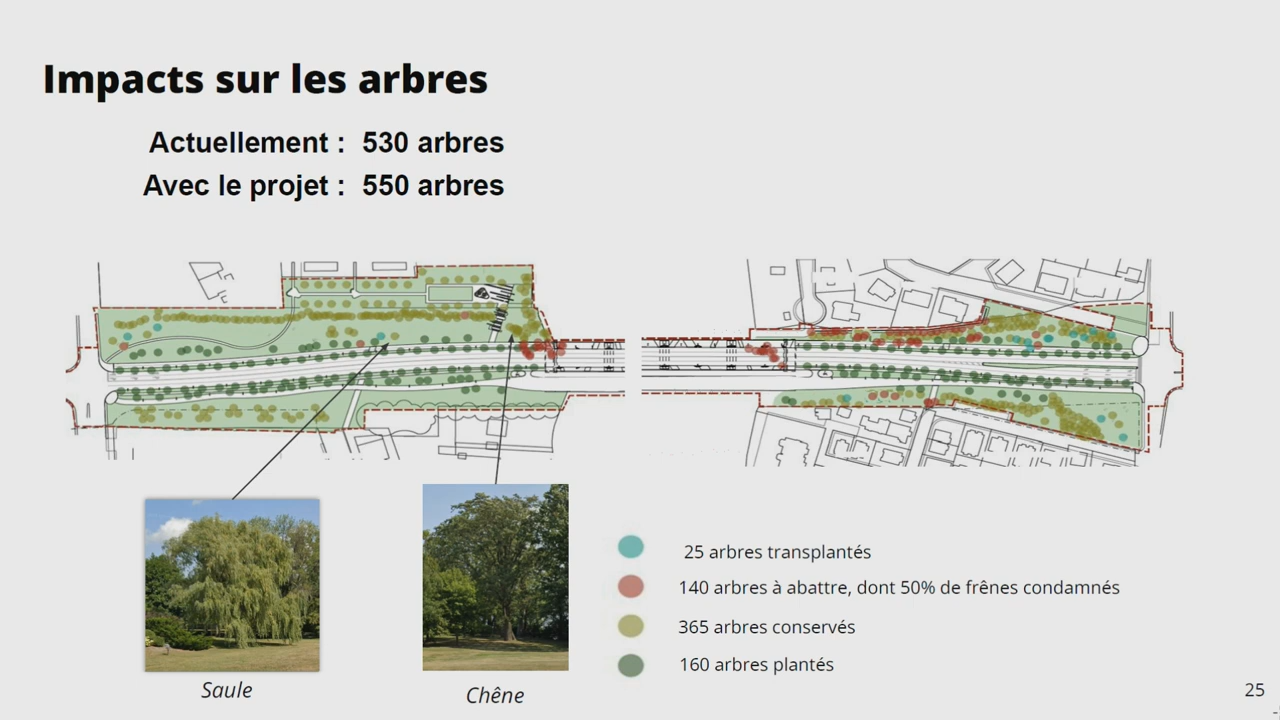 Impacts sur les arbres
Actuellement : 530 arbres
Avec le projet : 550 arbres
25 arbres transplantés
140 arbres à abattre, dont 50% de frênes condamnés
365 arbres conservés
160 arbres plantés
Saule
Chêne
25